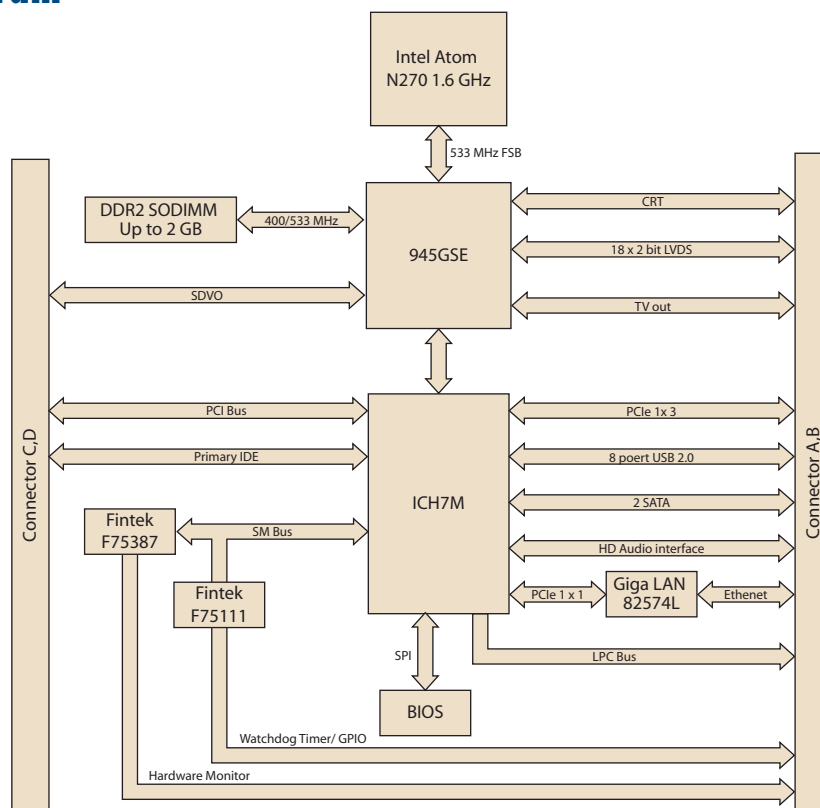 Intel Atom
N270 1.6 GHz
533 MHz FSB
DDR2 SODIMM
Up to 2 GB
400/533 MHz
945GSE
CRT
18 x 2 bit LVDS
SDVO
TV out
Connector C,D
Connector A,B
PCI Bus
PCIe 1x 3
Primary IDE
8 poert USB 2.0
ICH7M
2 SATA
Fintek
F75387
SM Bus
HD Audio interface
Fintek
F75111
PCIe 1 x 1
Giga LAN
82574L
Ethenet
SPI
LPC Bus
BIOS
Watchdog Timer/ GPIO
Hardware Monitor